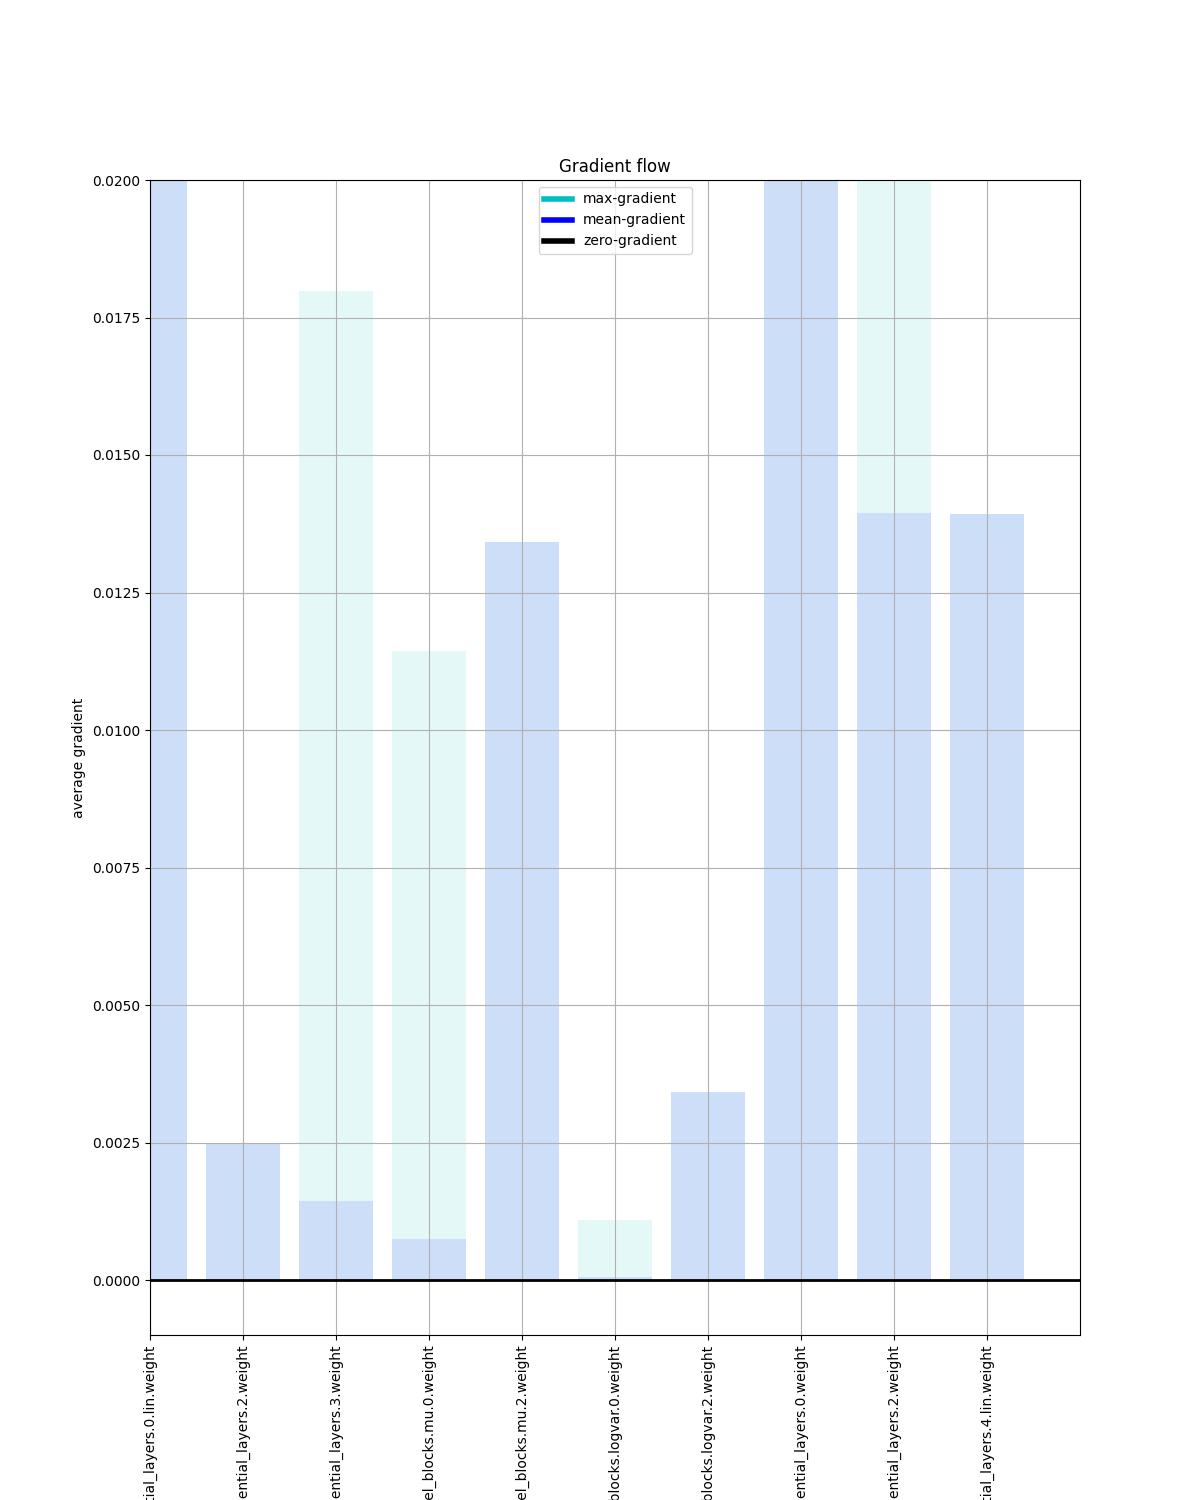 Gradient flow
max-gradient
mean-gradient
zero-gradient
0.0200
0.0175
0.0150
0.0125
0.0100
0.0075
0.0050
0.0025
0.0000
average gradient
tial_layers.0.lin.weight
ential_layers.2.weight
ential_layers.3.weight
el_blocks.mu.0.weight
el_blocks.mu.2.weight
blocks.logvar.0.weight
blocks.logvar.2.weight
ential_layers.0.weight
ential_layers.2.weight
tial_layers.4.lin.weight